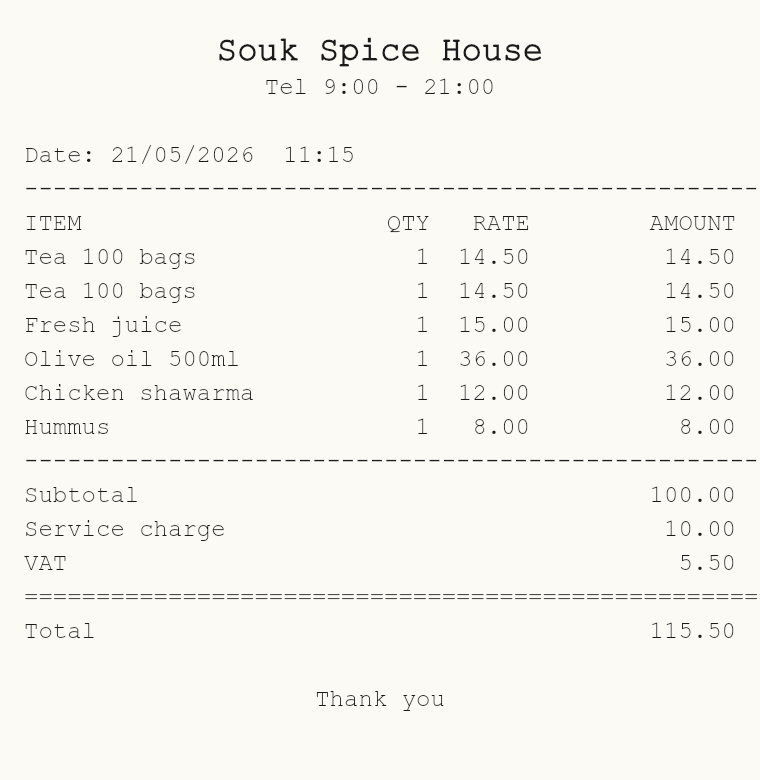 Souk Spice House
Tel 9:00 - 21:00
Date: 21/05/2026  11:15
----------------------------------------------------
ITEM QTY RATE AMOUNT
Tea 100 bags 1 14.50 14.50
Tea 100 bags 1 14.50 14.50
Fresh juice 1 15.00 15.00
Olive oil 500ml 1 36.00 36.00
Chicken shawarma 1 12.00 12.00
Hummus 1 8.00 8.00
----------------------------------------------------
Subtotal 100.00
Service charge 10.00
VAT 5.50
====================================================
Total 115.50
Thank you